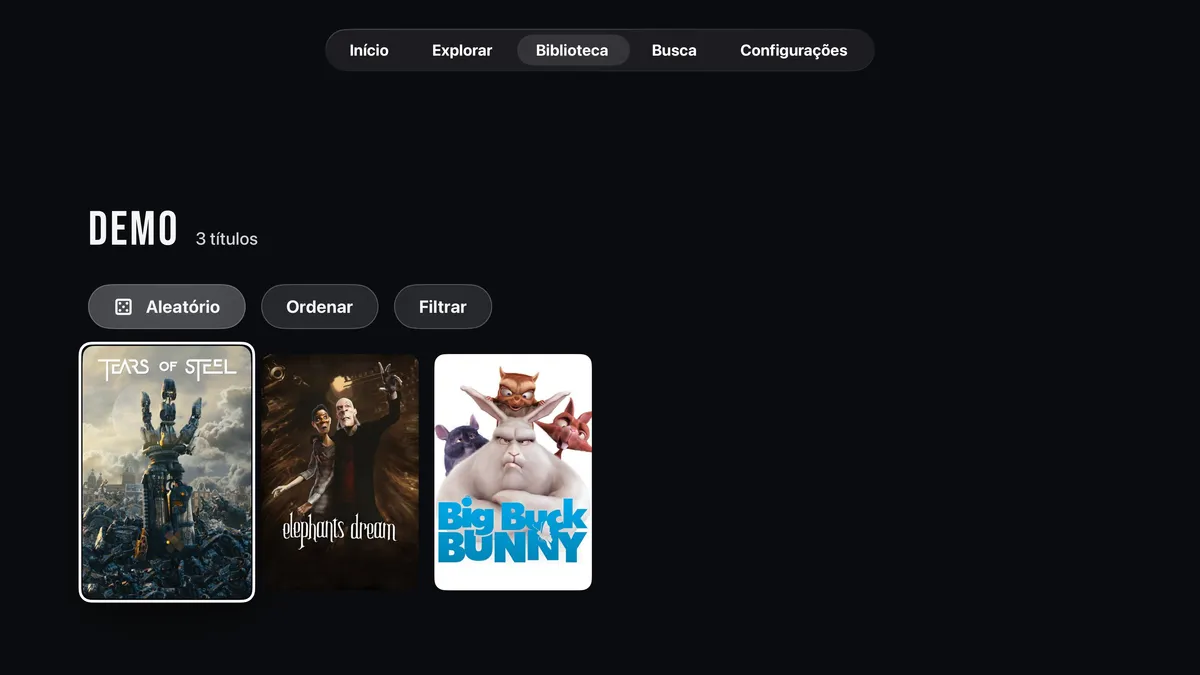 Início Explorar Biblioteca Busca Configurações
DEMO 3 títulos
Aleatório Ordenar Filtrar
TEARS OF STEEL
elephants dream
Big Buck
BUNNY